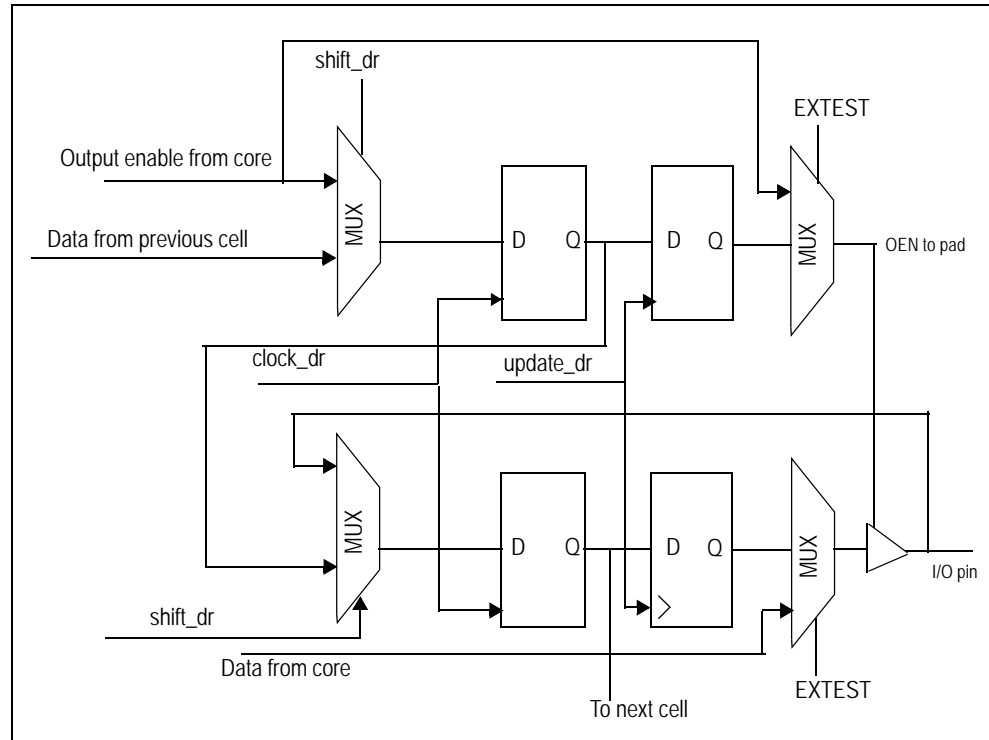 shift_dr
EXTEST
Output enable from core
MUX
MUX
Data from previous cell
D Q
D Q
OEN to pad
clock_dr
update_dr
MUX
MUX
D Q
D Q
I/O pin
shift_dr
Data from core
EXTEST
To next cell